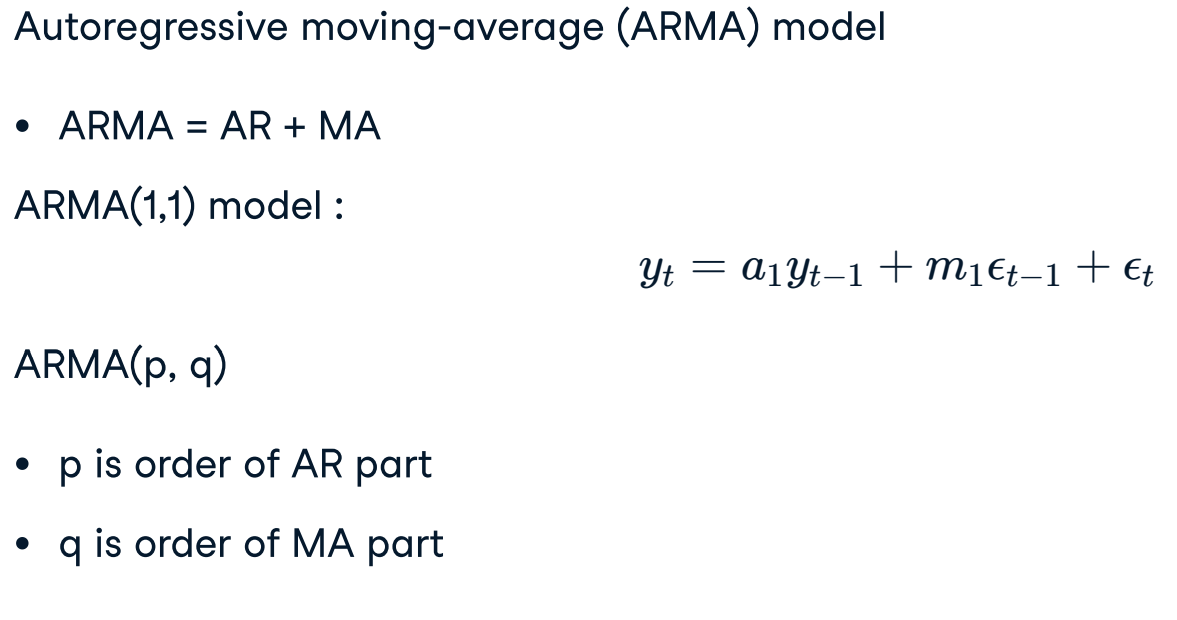 Autoregressive moving-average (ARMA) model
• ARMA = AR + MA
ARMA(1,1) model :
yₜ = a₁yₜ₋₁ + m₁ϵₜ₋₁ + ϵₜ
ARMA(p, q)
• p is order of AR part
• q is order of MA part